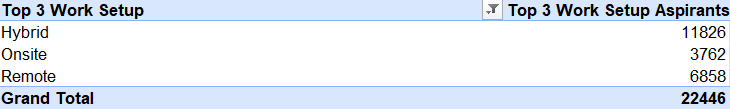 Top 3 Work Setup Top 3 Work Setup Aspirants
Hybrid 11826
Onsite 3762
Remote 6858
Grand Total 22446